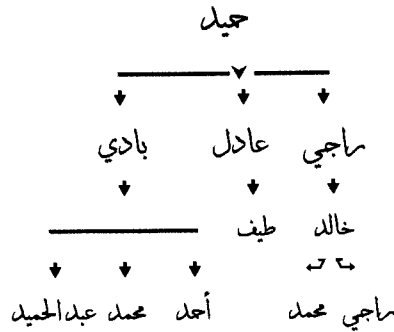 حميد
راجي عادل بادي
خالد طيف
راجي محمد أحمد محمد عبدالحميد